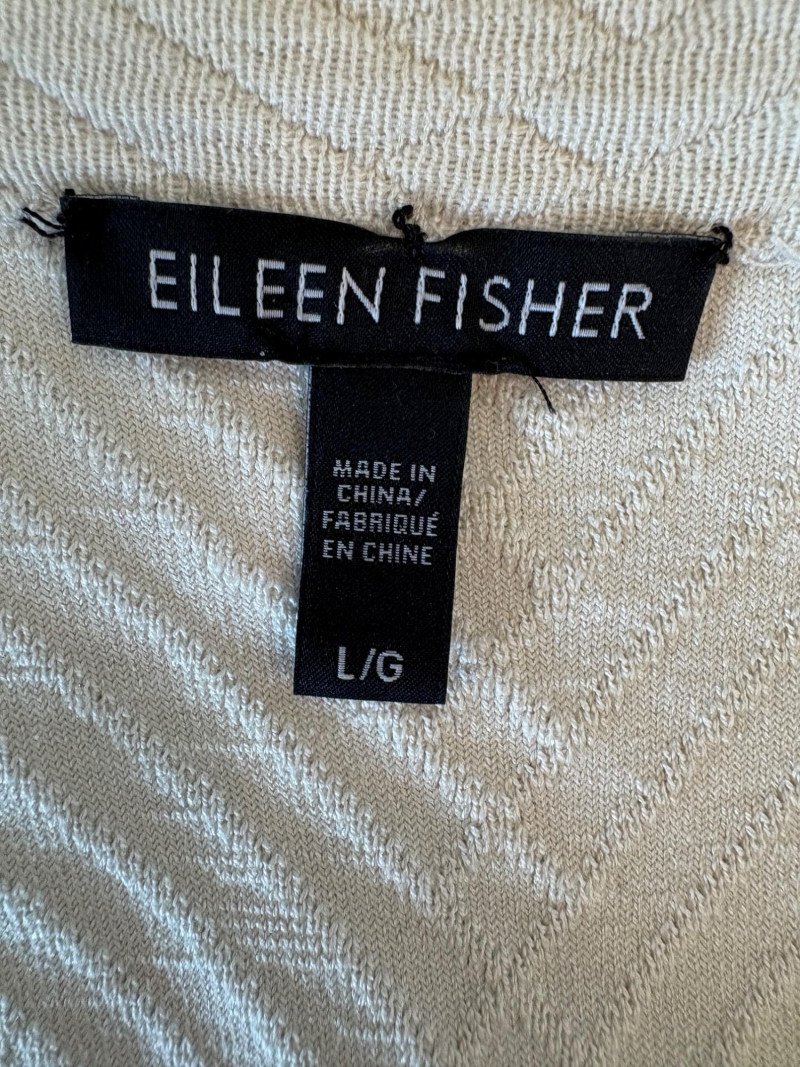 EILEEN FISHER
MADE IN
CHINA/
FABRIQUÉ
EN CHINE
L/G